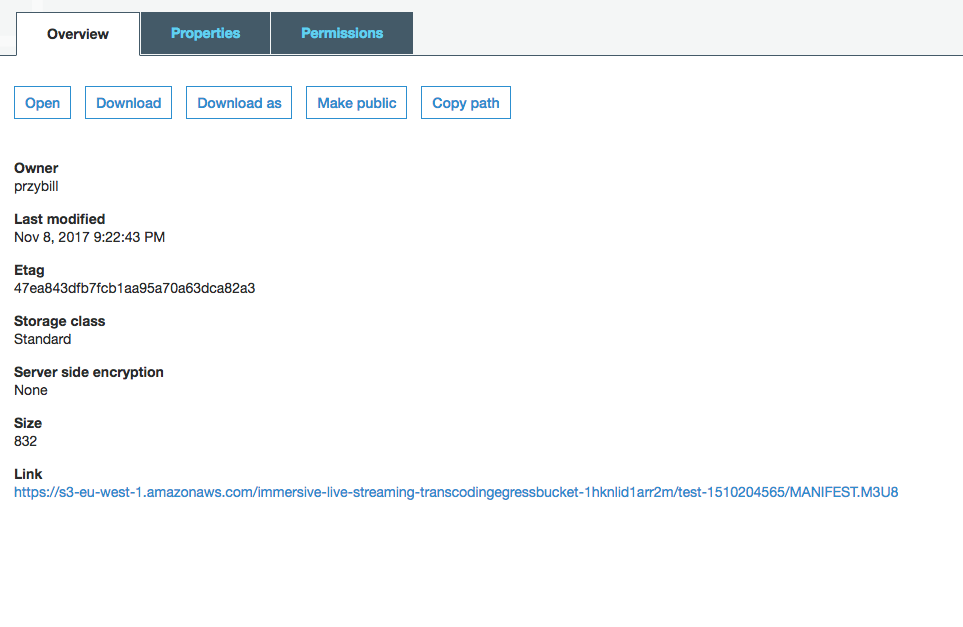 Overview Properties Permissions
Open Download Download as Make public Copy path
Owner
przybill
Last modified
Nov 8, 2017 9:22:43 PM
Etag
47ea843dfb7fcb1aa95a70a63dca82a3
Storage class
Standard
Server side encryption
None
Size
832
Link
https://s3-eu-west-1.amazonaws.com/immersive-live-streaming-transcodingegressbucket-1hknlid1arr2m/test-1510204565/MANIFEST.M3U8